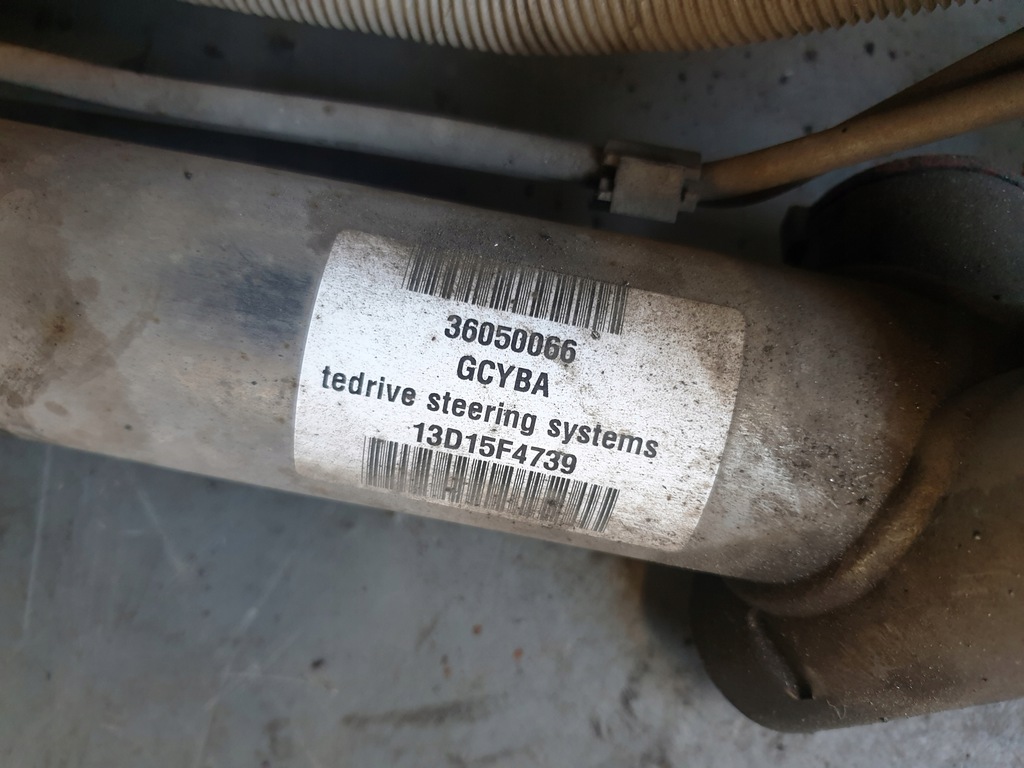 36050066
GCYBA
tedrive steering systems
13D15F4739